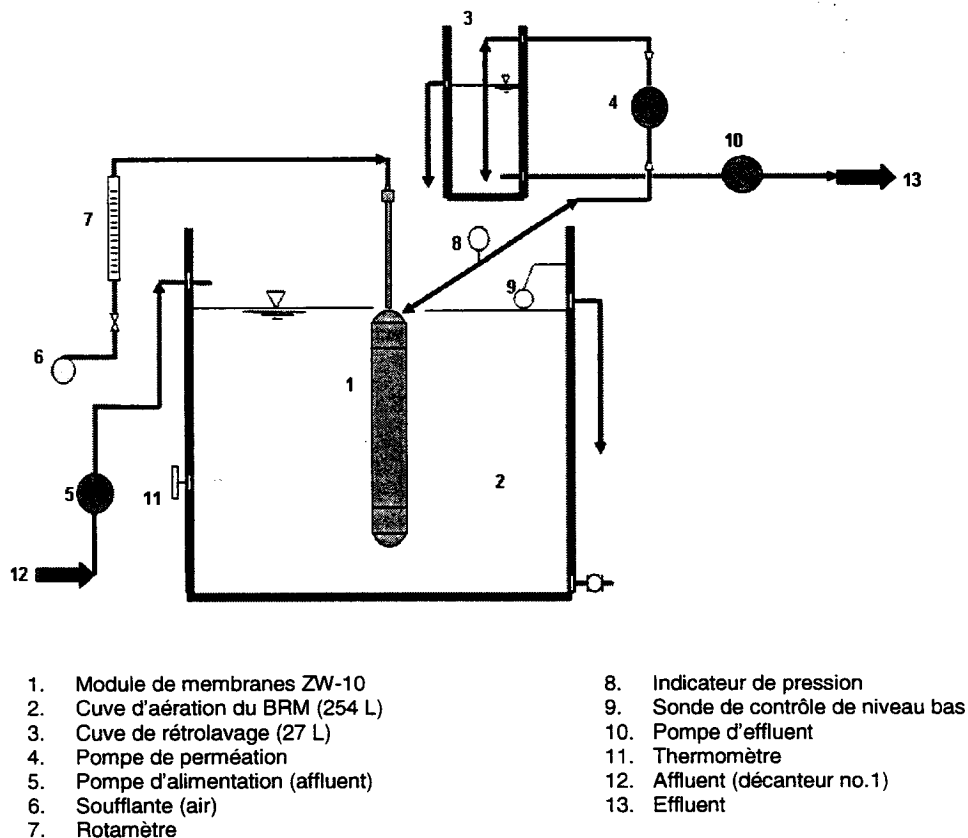 3
4
10
13
7
8
9
6
1
2
5
11
12
1. Module de membranes ZW-10
2. Cuve d'aération du BRM (254 L)
3. Cuve de rétrolavage (27 L)
4. Pompe de perméation
5. Pompe d'alimentation (affluent)
6. Soufflante (air)
7. Rotamètre
8. Indicateur de pression
9. Sonde de contrôle de niveau bas
10. Pompe d'effluent
11. Thermomètre
12. Affluent (décanteur no.1)
13. Effluent